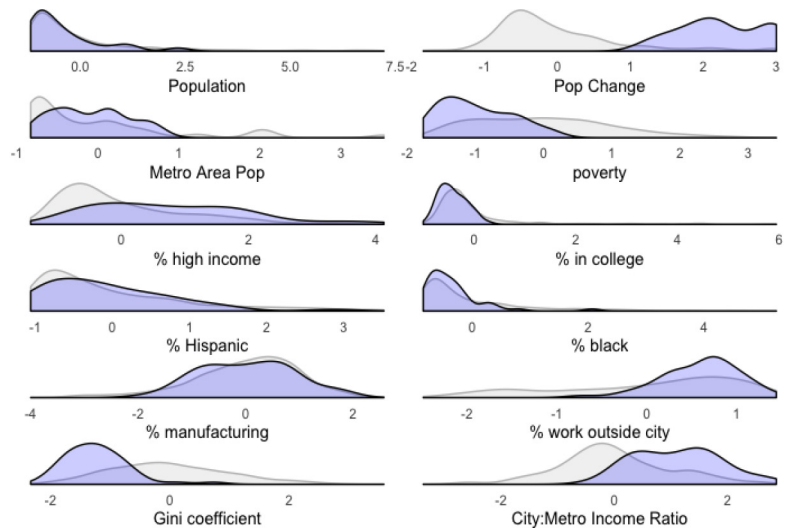 0.0 2.5 5.0 7.5
Population
-2 -1 0 1 2 3
Pop Change
-1 0 1 2 3
Metro Area Pop
-2 -1 0 1 2 3
poverty
0 2 4
% high income
0 2 4 6
% in college
-1 0 1 2 3
% Hispanic
0 2 4
% black
-4 -2 0 2
% manufacturing
-2 -1 0 1
% work outside city
-2 0 2
Gini coefficient
-2 0 2
City:Metro Income Ratio